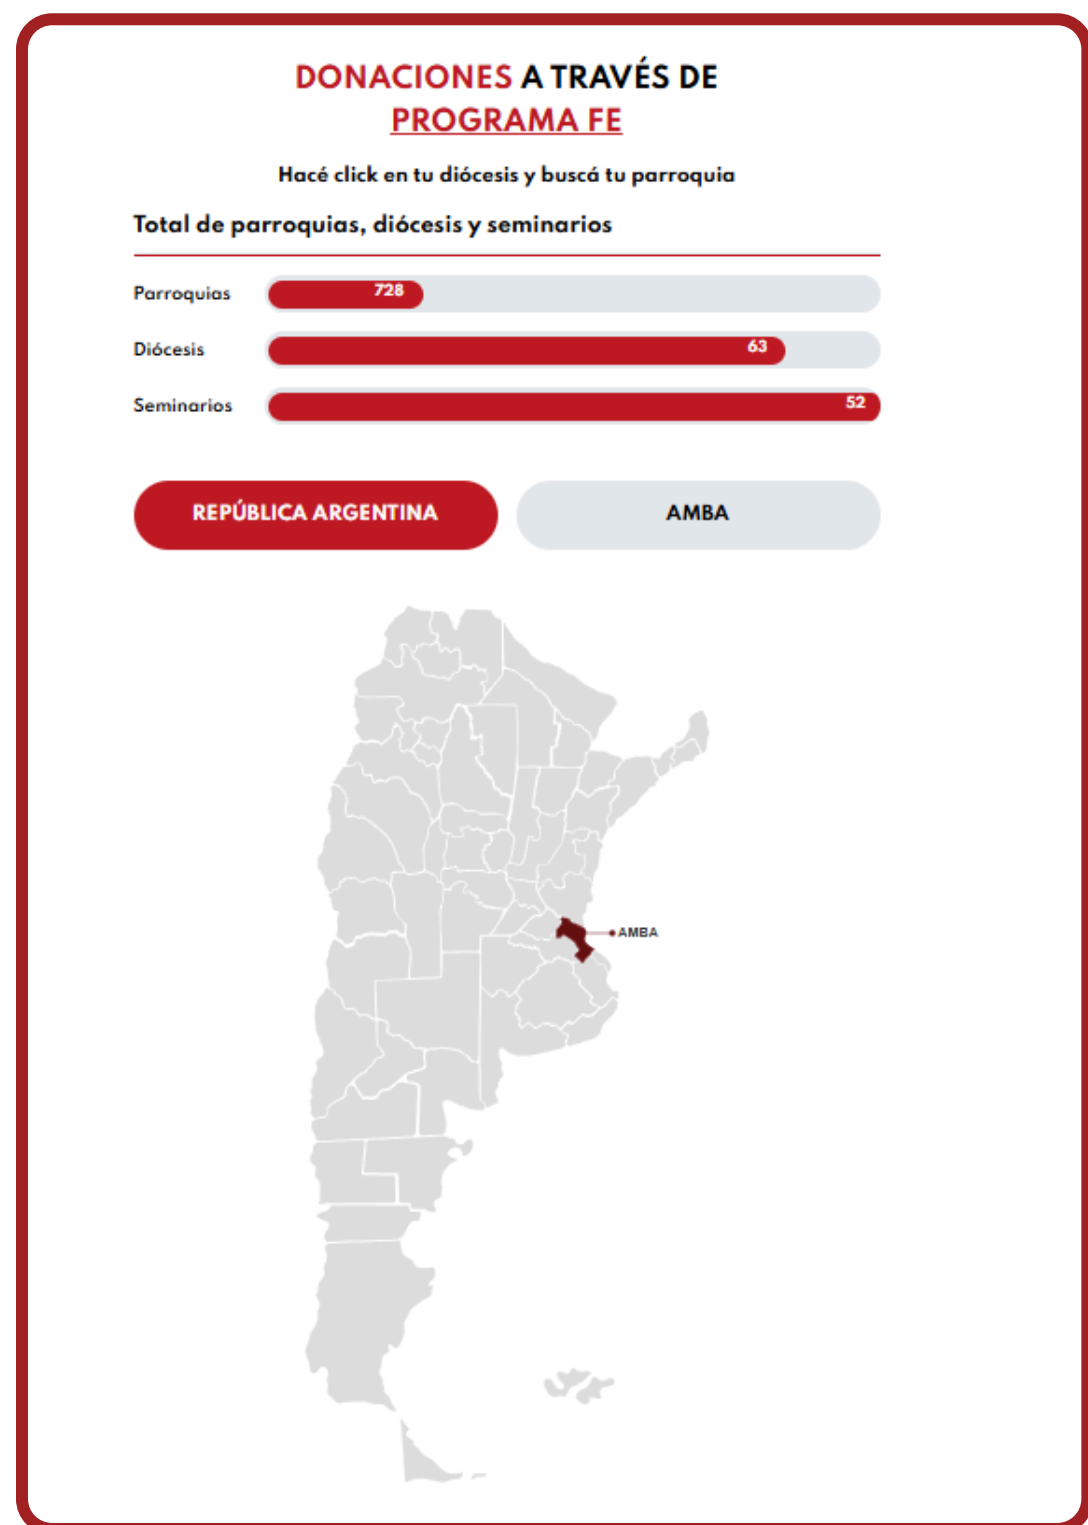 DONACIONES A TRAVÉS DE
PROGRAMA FE
Hacé click en tu diócesis y buscá tu parroquia
Total de parroquias, diócesis y seminarios
Parroquias 728
Diócesis 63
Seminarios 52
REPÚBLICA ARGENTINA AMBA
AMBA